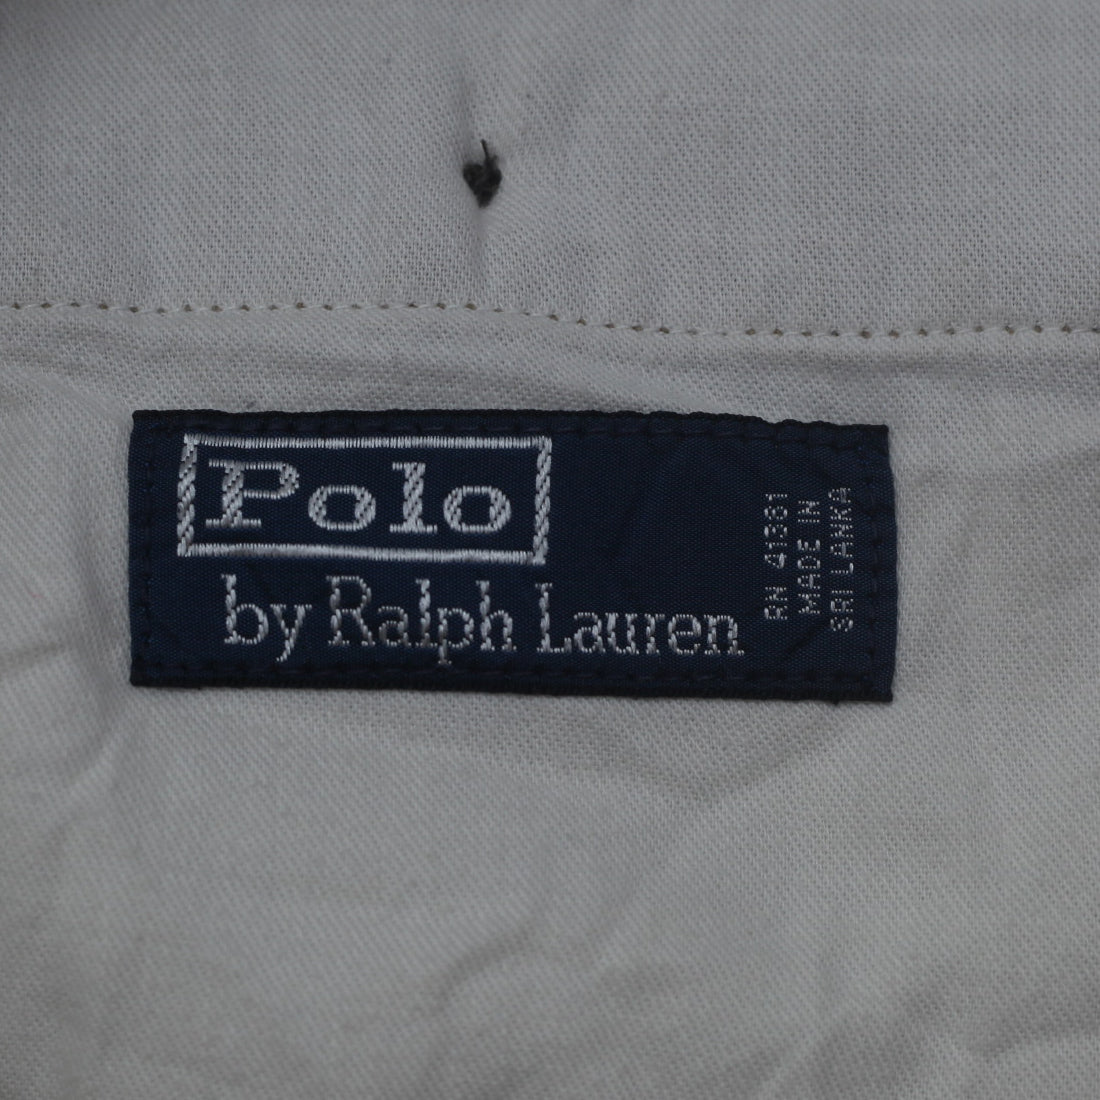 Polo
by Ralph Lauren
RN 41381
MADE IN
SRI LANKA